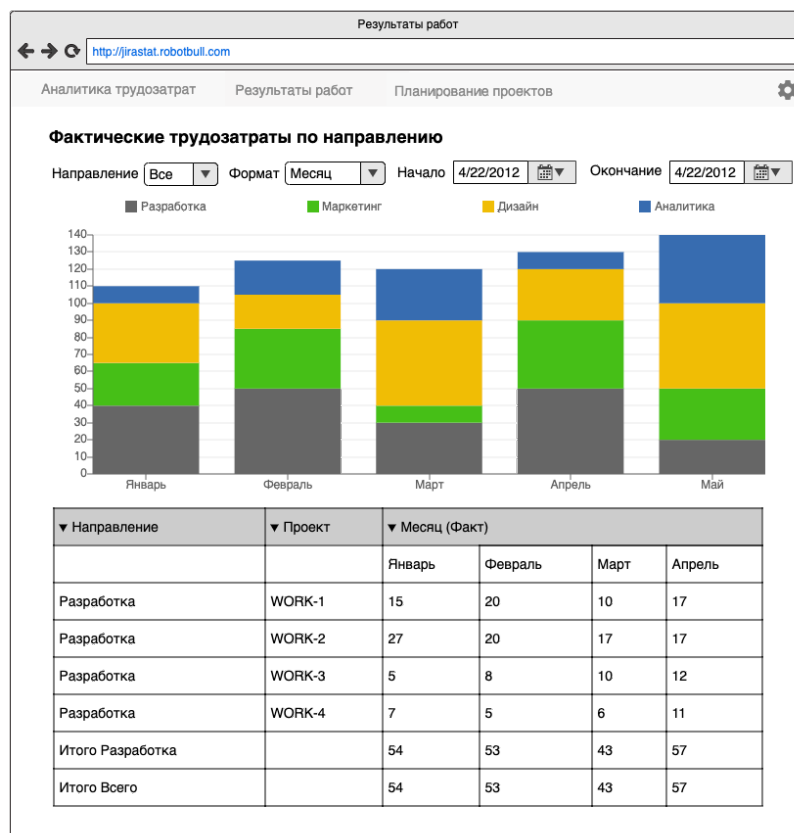 Результаты работ
http://jirastat.robotbull.com
Аналитика трудозатрат Результаты работ Планирование проектов
Фактические трудозатраты по направлению
Направление Все Формат Месяц Начало 4/22/2012 Окончание 4/22/2012
Разработка Маркетинг Дизайн Аналитика
140
130
120
110
100
90
80
70
60
50
40
30
20
10
0
Январь Февраль Март Апрель Май
Направление Проект Месяц (Факт)
Январь Февраль Март Апрель
Разработка WORK-1 15 20 10 17
Разработка WORK-2 27 20 17 17
Разработка WORK-3 5 8 10 12
Разработка WORK-4 7 5 6 11
Итого Разработка 54 53 43 57
Итого Всего 54 53 43 57